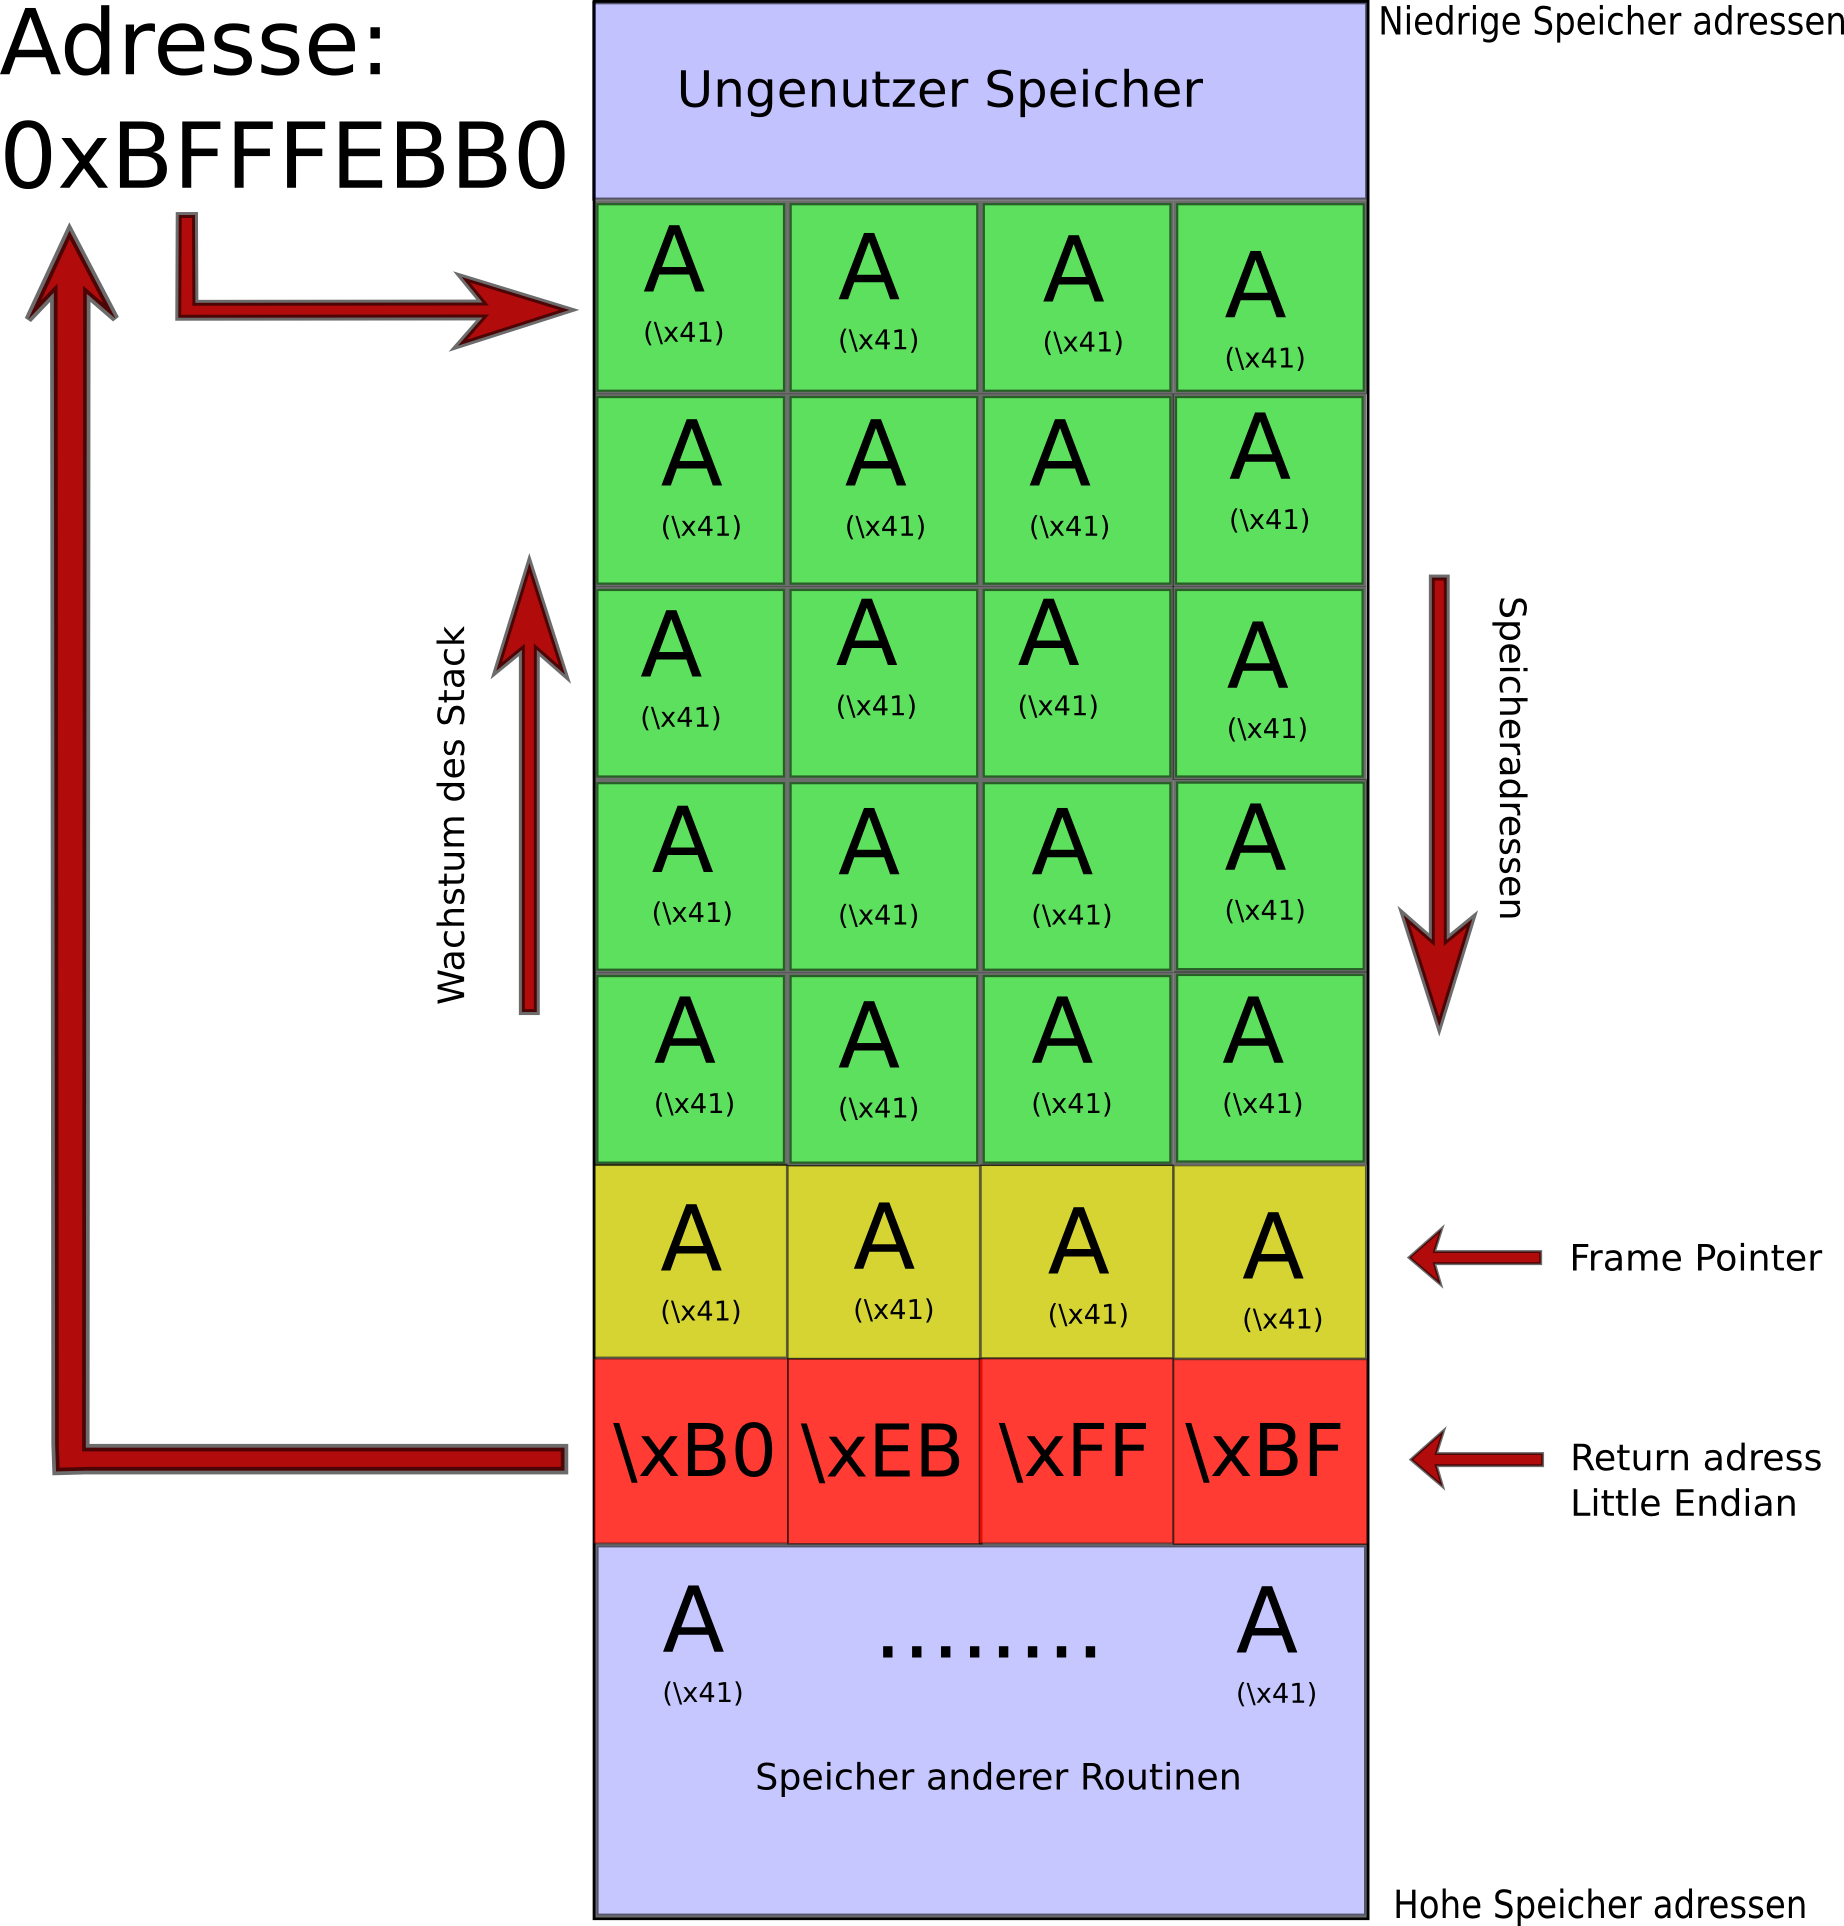 Adresse:
0xBFFFEBB0
Niedrige Speicher adressen
Ungenutzer Speicher
A A A A
(\x41) (\x41) (\x41) (\x41)
A A A A
(\x41) (\x41) (\x41) (\x41)
A A A A
(\x41) (\x41) (\x41) (\x41)
A A A A
(\x41) (\x41) (\x41) (\x41)
A A A A
(\x41) (\x41) (\x41) (\x41)
Wachstum des Stack
Speicheradressen
A A A A
(\x41) (\x41) (\x41) (\x41)
Frame Pointer
\xB0 \xEB \xFF \xBF
Return adress
Little Endian
A ........ A
(\x41) (\x41)
Speicher anderer Routinen
Hohe Speicher adressen